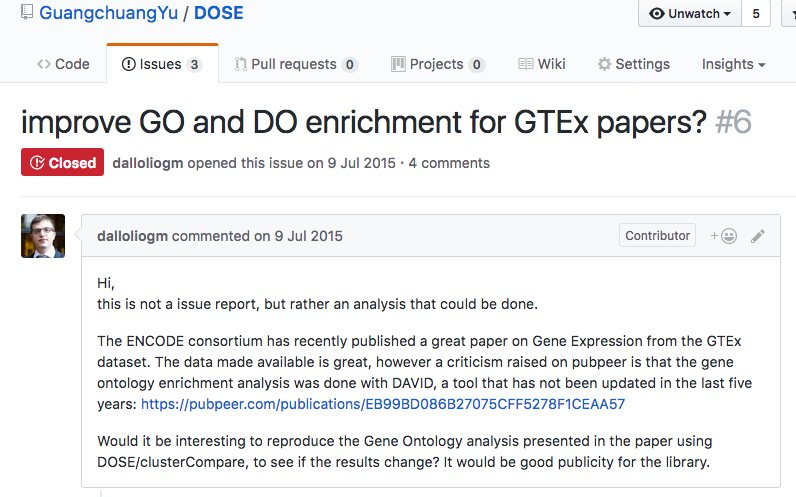 GuangchuangYu / DOSE
Unwatch 5
Code Issues 3 Pull requests 0 Projects 0 Wiki Settings Insights
improve GO and DO enrichment for GTEx papers? #6
Closed dalloliogm opened this issue on 9 Jul 2015 · 4 comments
dalloliogm commented on 9 Jul 2015 Contributor
Hi,
this is not a issue report, but rather an analysis that could be done.
The ENCODE consortium has recently published a great paper on Gene Expression from the GTEx
dataset. The data made available is great, however a criticism raised on pubpeer is that the gene
ontology enrichment analysis was done with DAVID, a tool that has not been updated in the last five
years: https://pubpeer.com/publications/EB99BD086B27075CFF5278F1CEAA57
Would it be interesting to reproduce the Gene Ontology analysis presented in the paper using
DOSE/clusterCompare, to see if the results change? It would be good publicity for the library.